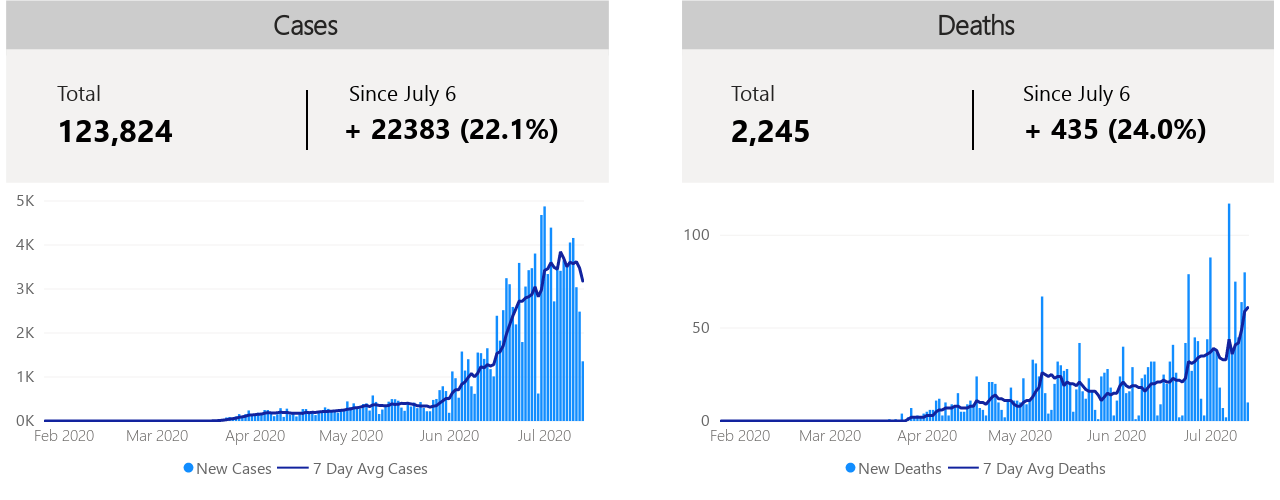 Cases
Total
Since July 6
123,824
+ 22383 (22.1%)
5K
4K
3K
2K
1K
0K
Feb 2020
Mar 2020
Apr 2020
May 2020
Jun 2020
Jul 2020
New Cases
7 Day Avg Cases
Deaths
Total
Since July 6
2,245
+ 435 (24.0%)
100
50
0
Feb 2020
Mar 2020
Apr 2020
May 2020
Jun 2020
Jul 2020
New Deaths
7 Day Avg Deaths